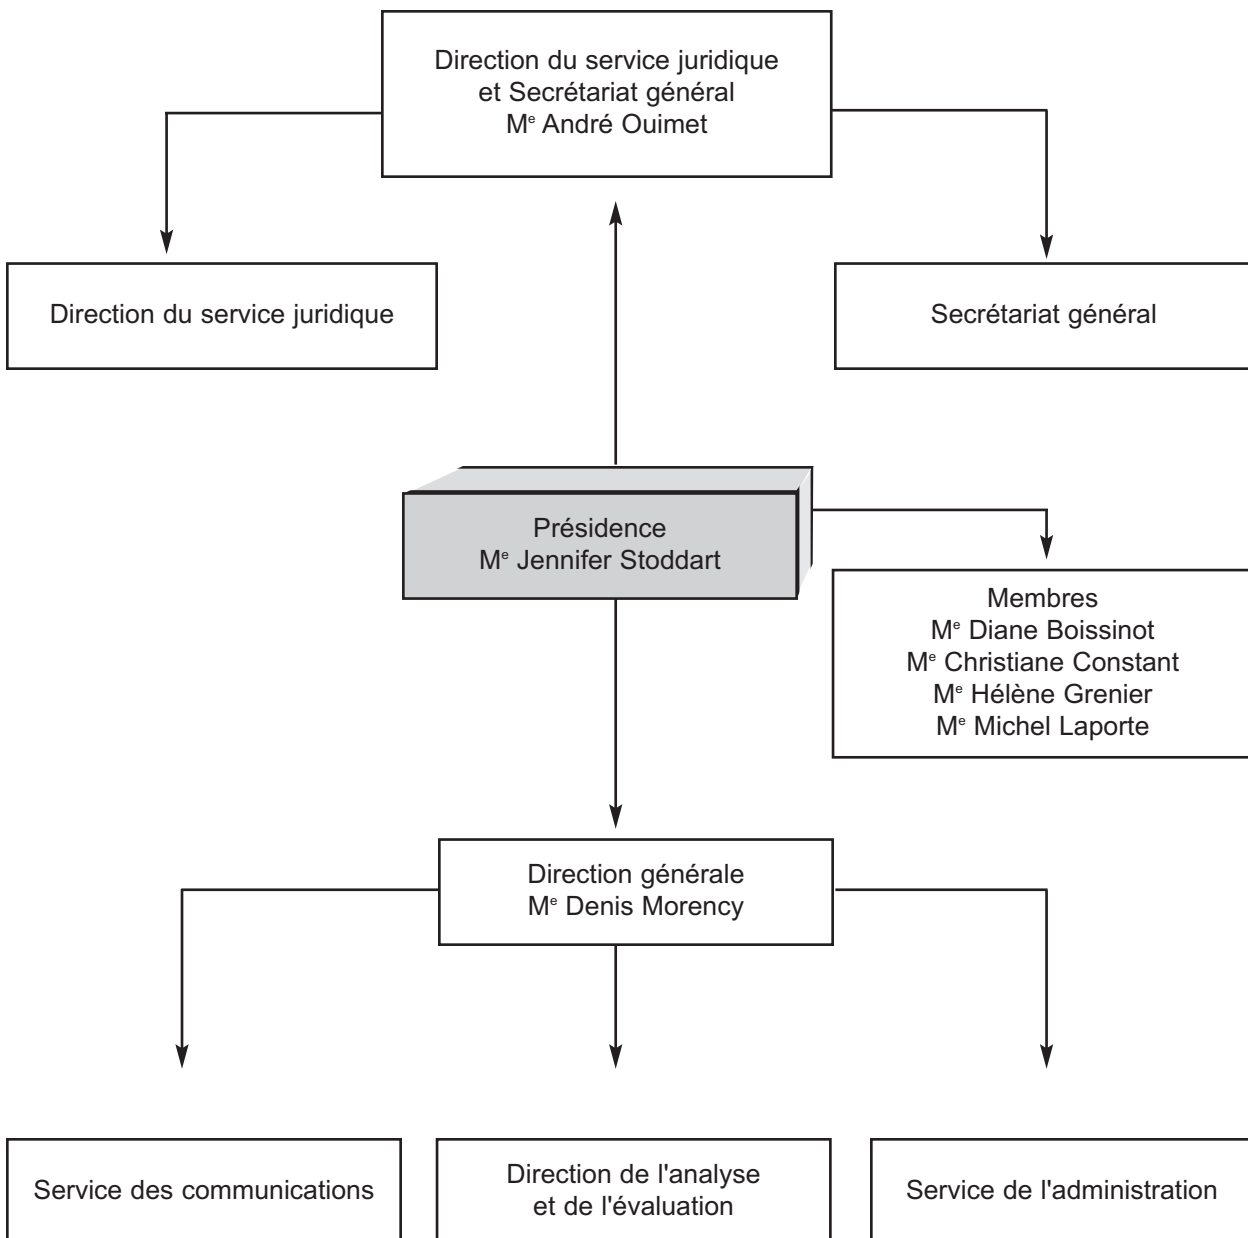 Direction du service juridique
et Secrétariat général
Mᵉ André Ouimet
Direction du service juridique
Secrétariat général
Présidence
Mᵉ Jennifer Stoddart
Membres
Mᵉ Diane Boissinot
Mᵉ Christiane Constant
Mᵉ Hélène Grenier
Mᵉ Michel Laporte
Direction générale
Mᵉ Denis Morency
Service des communications
Direction de l'analyse
et de l'évaluation
Service de l'administration